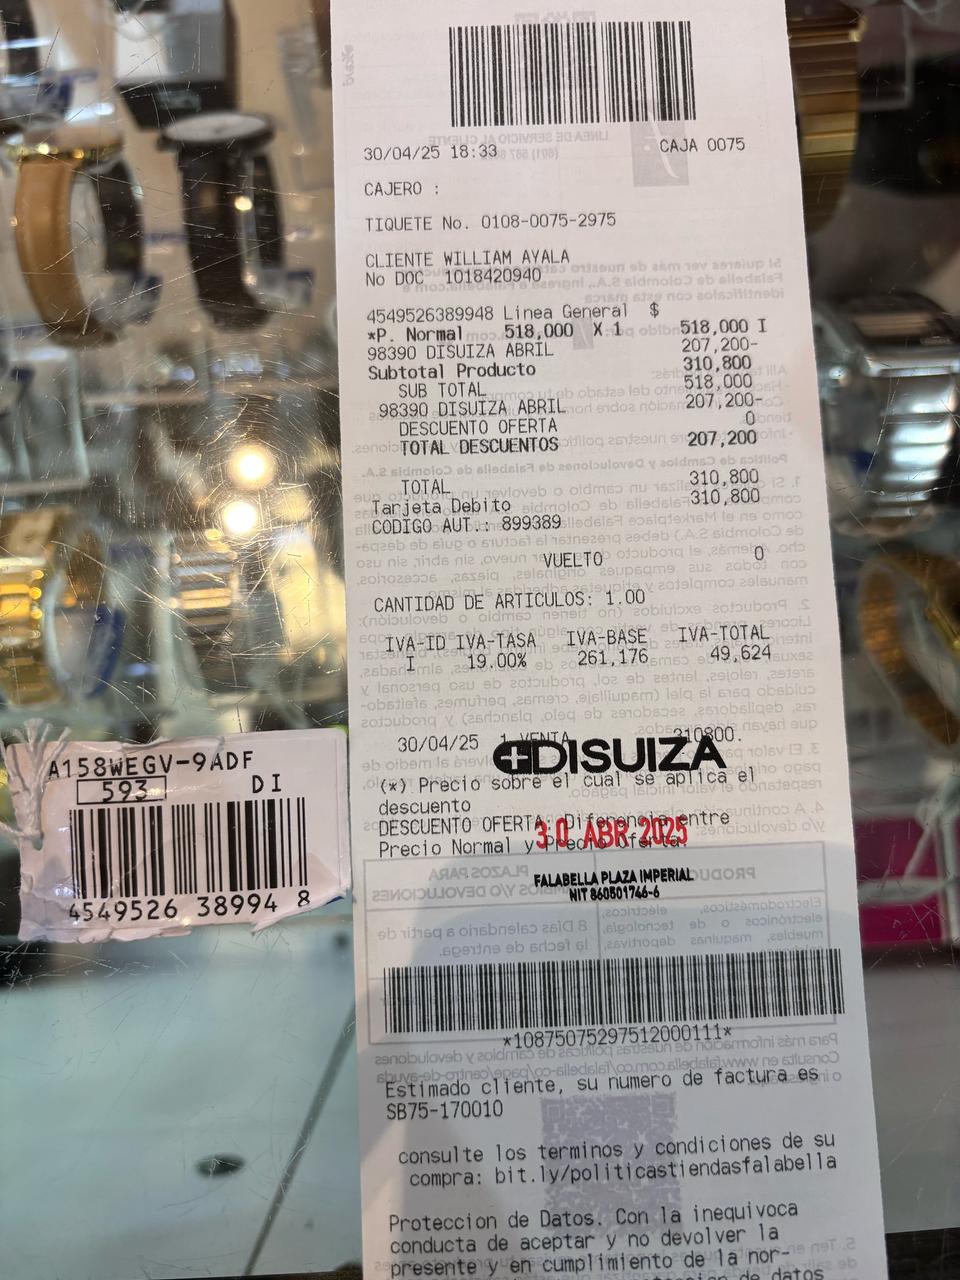 30/04/25 18:33 CAJA 0075
CAJERO :
TIQUETE No. 0108-0075-2975
CLIENTE WILLIAM AYALA
No DOC 1018420940
4549526389948 Linea General $
*P. Normal 518,000 X 1 518,000 I
98390 DISUIZA ABRIL 207,200-
Subtotal Producto 310,800
SUB TOTAL 518,000
98390 DISUIZA ABRIL 207,200-
DESCUENTO OFERTA 0
TOTAL DESCUENTOS 207,200
TOTAL 310,800
Tarjeta Debito 310,800
CODIGO AUT.: 899389
VUELTO 0
CANTIDAD DE ARTICULOS: 1.00
IVA-ID IVA-TASA IVA-BASE IVA-TOTAL
I 19.00% 261,176 49,624
30/04/25 1 VENTA 310800.
DISUIZA
(*) Precio sobre el cual se aplica el
descuento
DESCUENTO OFERTA: Diferencia entre
Precio Normal y Precio Oferta.
30 ABR 2025
FALABELLA PLAZA IMPERIAL
NIT 860501746-6
*10875075297512000111*
Estimado cliente, su numero de factura es
SB75-170010
consulte los terminos y condiciones de su
compra: bit.ly/politicastiendasfalabella
Proteccion de Datos. Con la inequivoca
conducta de aceptar y no devolver la
presente y en cumplimiento de la nor-
de datos
A158WEGV-9ADF
593 DI
4549526 38994 8